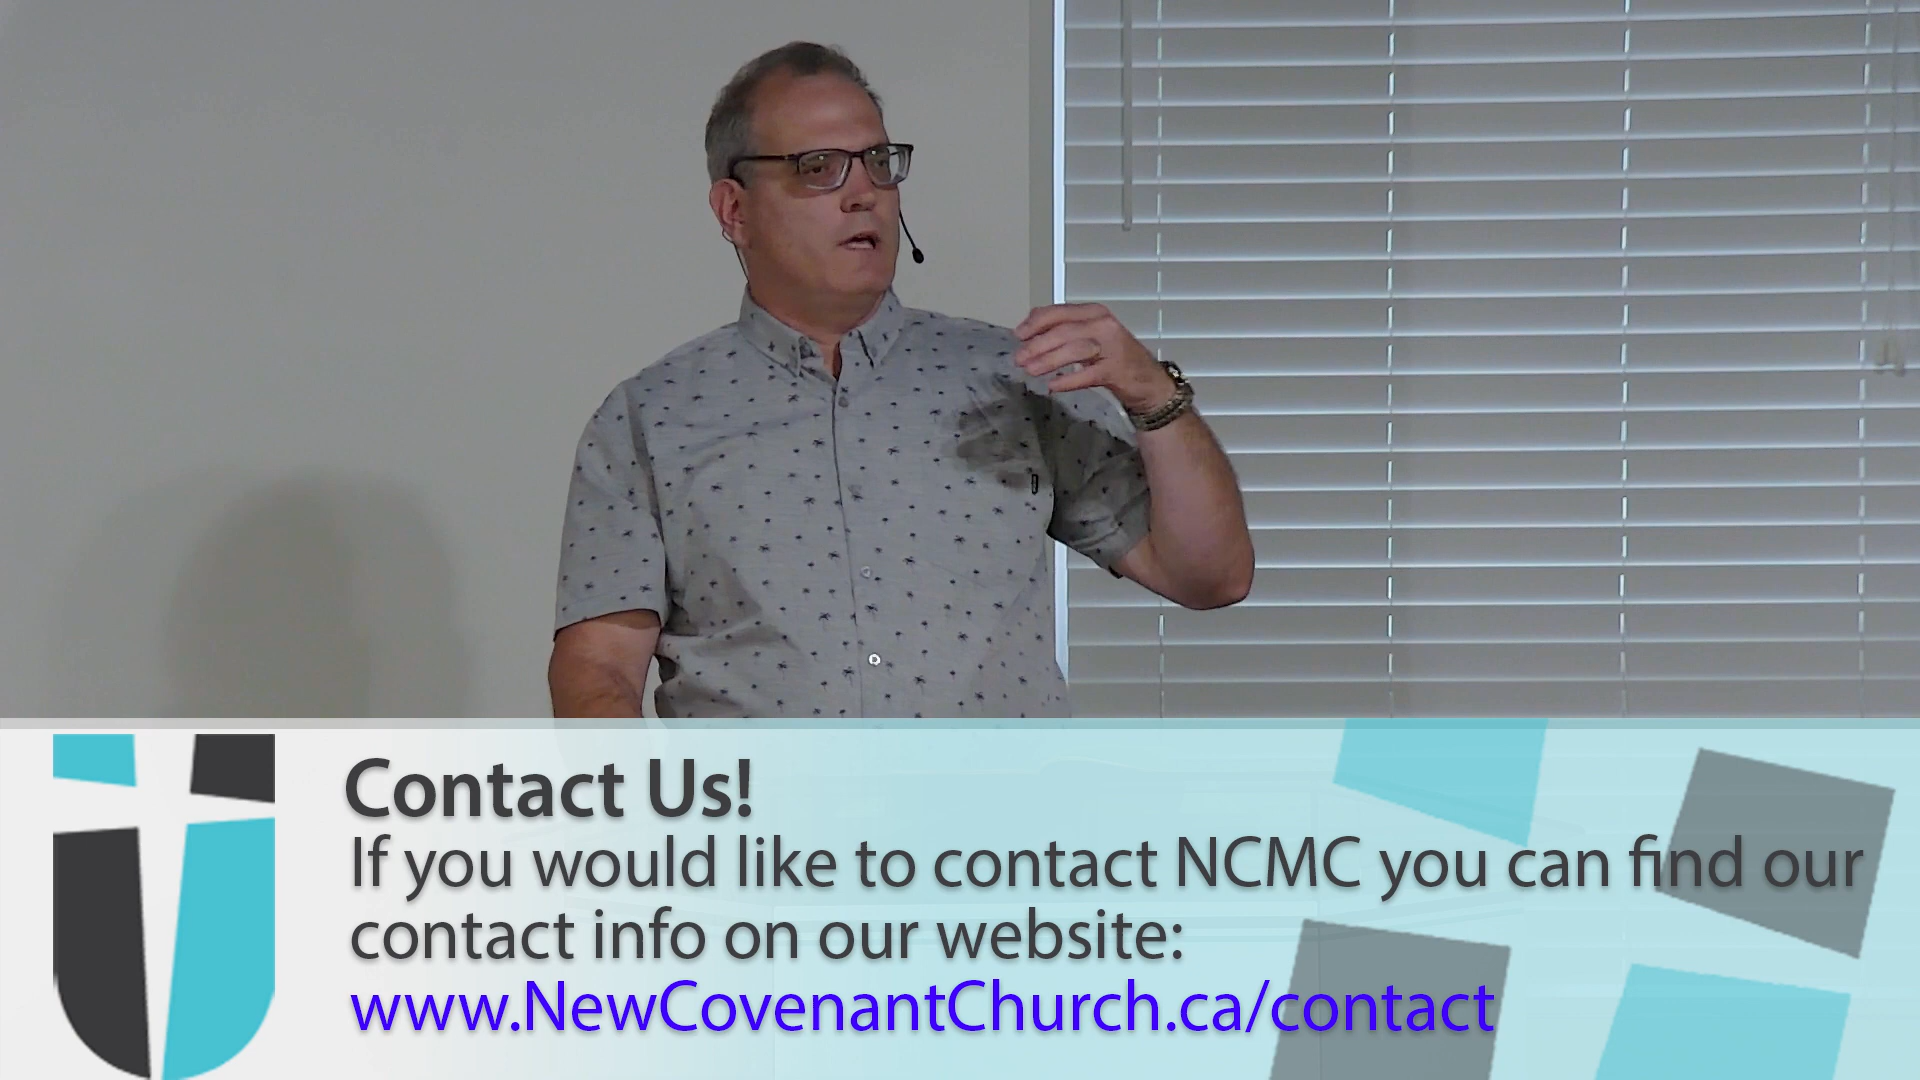 Contact Us!
If you would like to contact NCMC you can find our
contact info on our website:
www.NewCovenantChurch.ca/contact